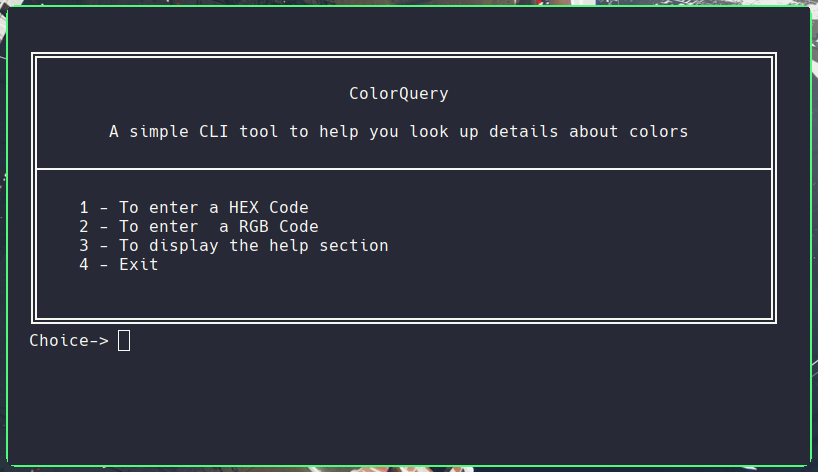 ColorQuery
A simple CLI tool to help you look up details about colors
1 - To enter a HEX Code
2 - To enter  a RGB Code
3 - To display the help section
4 - Exit
Choice->